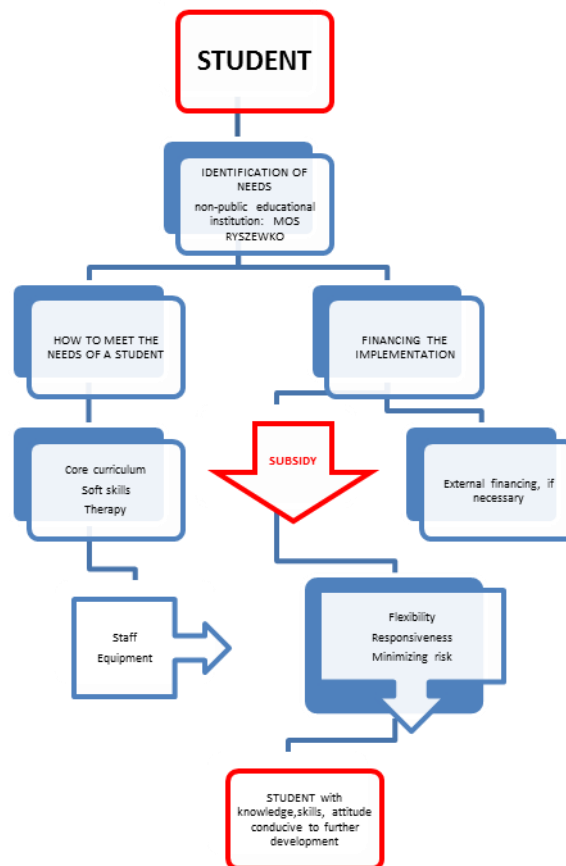 STUDENT
IDENTIFICATION OF
NEEDS
non-public educational
institution: MOS
RYSZEWKO
HOW TO MEET THE
NEEDS OF A STUDENT
FINANCING THE
IMPLEMENTATION
Core curriculum
Soft skills
Therapy
SUBSIDY
External financing, if
necessary
Staff
Equipment
Flexibility
Responsiveness
Minimizing risk
STUDENT with
knowledge,skills, attitude
conducive to further
development